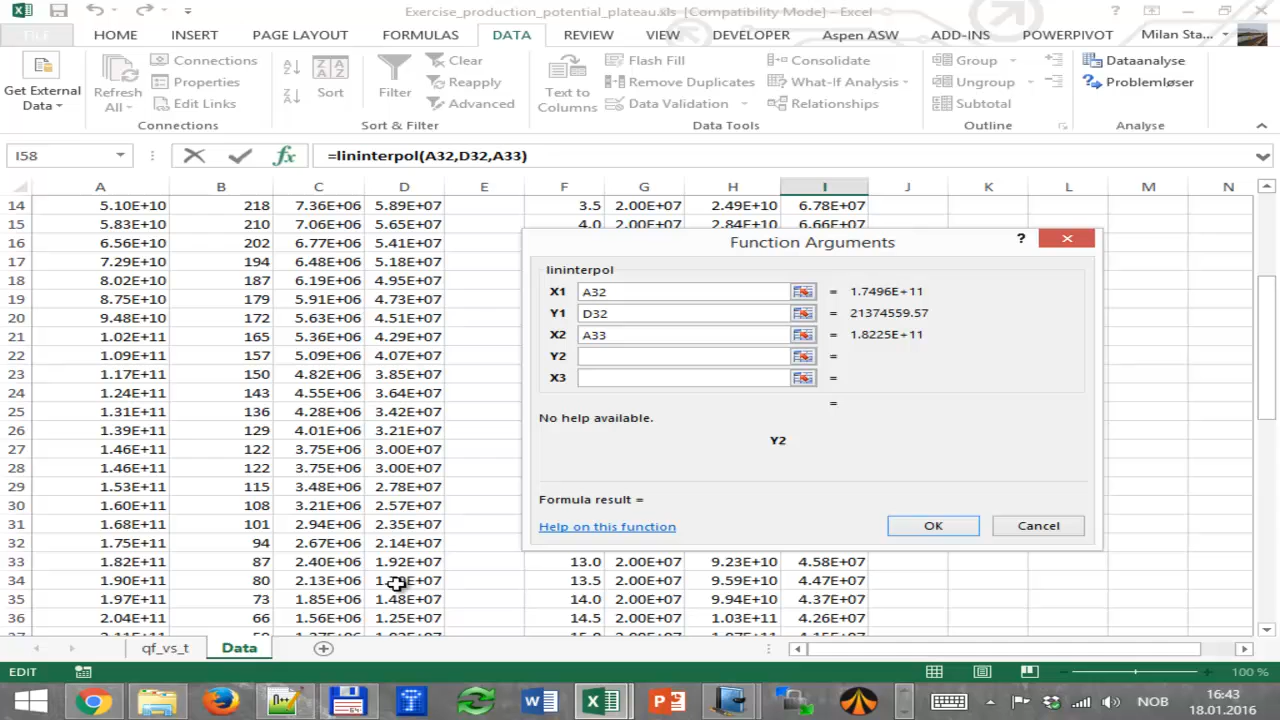 Exercise_production_potential_plateau.xls [Compatibility Mode] - Excel
FILE HOME INSERT PAGE LAYOUT FORMULAS DATA REVIEW VIEW DEVELOPER Aspen ASW ADD-INS POWERPIVOT Milan Sta...
Get External Data
Refresh All
Connections
Properties
Edit Links
Connections
Sort
Filter
Clear
Reapply
Advanced
Sort & Filter
Text to Columns
Flash Fill
Remove Duplicates
Data Validation
Consolidate
What-If Analysis
Relationships
Data Tools
Group
Ungroup
Subtotal
Outline
Dataanalyse
Problemløser
Analyse
I58 fx =lininterpol(A32,D32,A33)
A B C D E F G H I J K L M N
14 5.10E+10 218 7.36E+06 5.89E+07 3.5 2.00E+07 2.49E+10 6.78E+07
15 5.83E+10 210 7.06E+06 5.65E+07 4.0 2.00E+07 2.84E+10 6.66E+07
16 6.56E+10 202 6.77E+06 5.41E+07
17 7.29E+10 194 6.48E+06 5.18E+07
18 8.02E+10 187 6.19E+06 4.95E+07
19 8.75E+10 179 5.91E+06 4.73E+07
20 9.48E+10 172 5.63E+06 4.51E+07
21 1.02E+11 165 5.36E+06 4.29E+07
22 1.09E+11 157 5.09E+06 4.07E+07
23 1.17E+11 150 4.82E+06 3.85E+07
24 1.24E+11 143 4.55E+06 3.64E+07
25 1.31E+11 136 4.28E+06 3.42E+07
26 1.39E+11 129 4.01E+06 3.21E+07
27 1.46E+11 122 3.75E+06 3.00E+07
28 1.46E+11 122 3.75E+06 3.00E+07
29 1.53E+11 115 3.48E+06 2.78E+07
30 1.60E+11 108 3.21E+06 2.57E+07
31 1.68E+11 101 2.94E+06 2.35E+07
32 1.75E+11 94 2.67E+06 2.14E+07
33 1.82E+11 87 2.40E+06 1.92E+07 13.0 2.00E+07 9.23E+10 4.58E+07
34 1.90E+11 80 2.13E+06 13.5 2.00E+07 9.59E+10 4.47E+07
35 1.97E+11 73 1.85E+06 1.48E+07 14.0 2.00E+07 9.94E+10 4.37E+07
36 2.04E+11 66 1.56E+06 1.25E+07 14.5 2.00E+07 1.03E+11 4.26E+07
Function Arguments ?
lininterpol
X1 A32 = 1.7496E+11
Y1 D32 = 21374559.57
X2 A33 = 1.8225E+11
Y2 =
X3 =
=
No help available.
Y2
Formula result =
Help on this function
OK Cancel
qf_vs_t Data
EDIT 100 %
NOB 16:43
18.01.2016